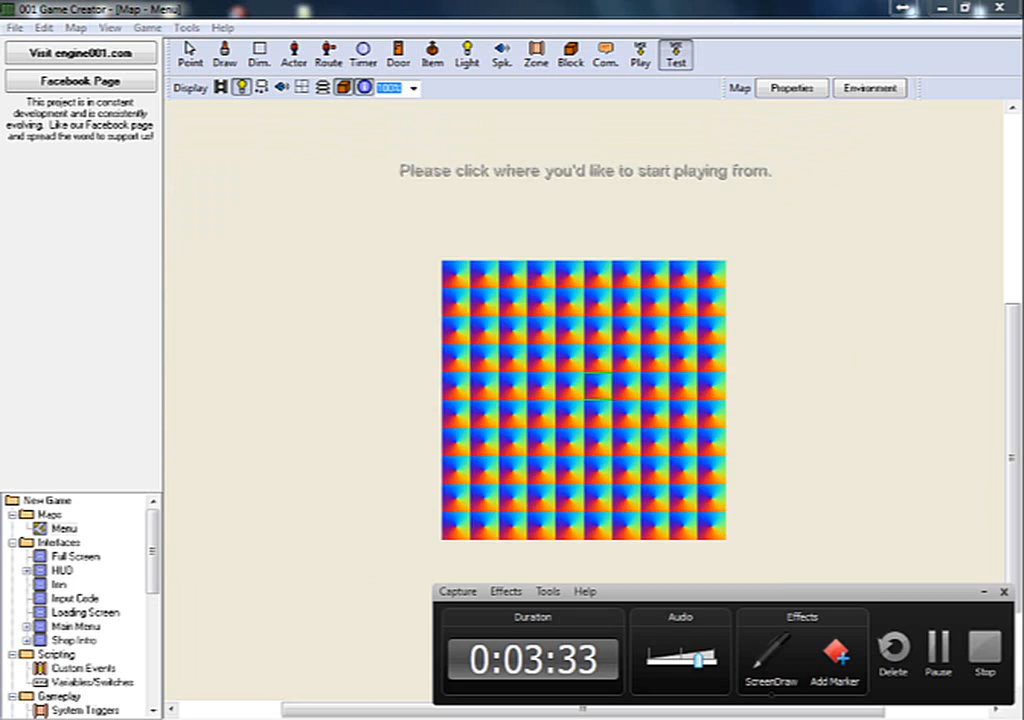 001 Game Creator - [Map - Menu]
File Edit Map View Game Tools Help
Visit engine001.com
Facebook Page
This project is in constant
development and is consistently
evolving. Like our Facebook page
and spread the word to support us!
Point Draw Dim. Actor Route Timer Door Item Light Spk. Zone Block Com. Play Test
Display 100% Map Properties Environment
Please click where you'd like to start playing from.
New Game
Maps
Menu
Interfaces
Full Screen
HUD
Inn
Input Code
Loading Screen
Main Menu
Shop Intro
Scripting
Custom Events
Variables/Switches
Gameplay
System Triggers
Capture Effects Tools Help
Duration Audio Effects
0:03:33
ScreenDraw Add Marker Delete Pause Stop